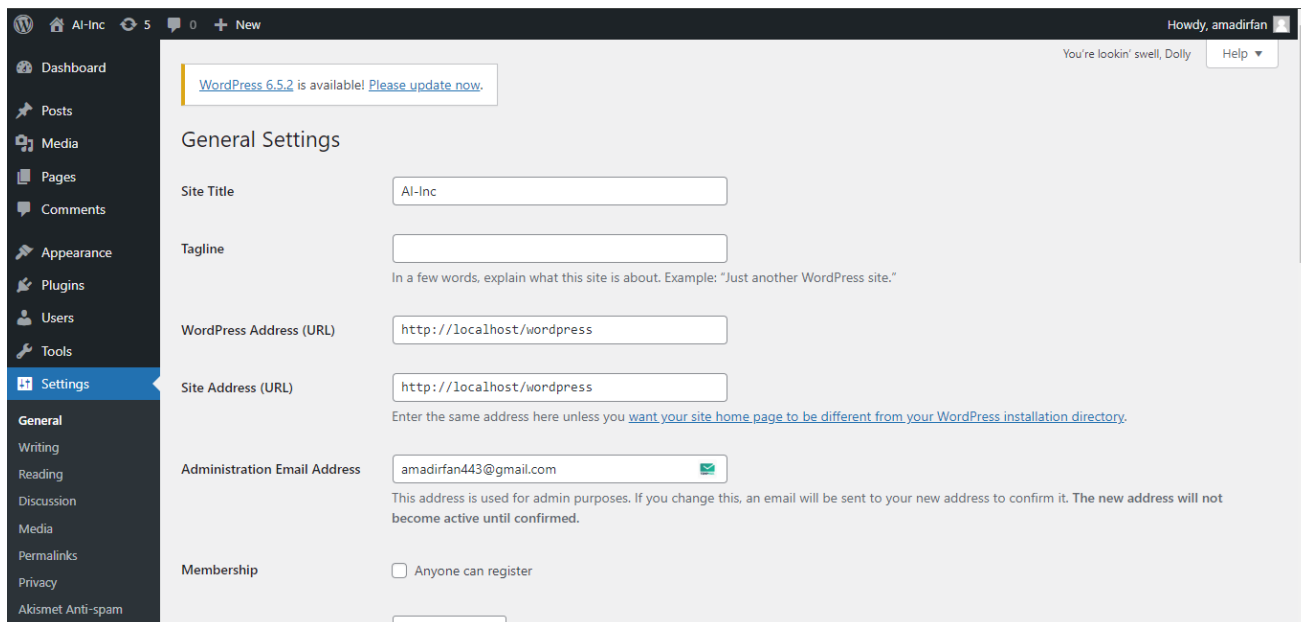 AI-Inc 5 0 New Howdy, amadirfan
Dashboard
Posts
Media
Pages
Comments
Appearance
Plugins
Users
Tools
Settings
General
Writing
Reading
Discussion
Media
Permalinks
Privacy
Akismet Anti-spam
You're lookin' swell, Dolly Help
WordPress 6.5.2 is available! Please update now.
General Settings
Site Title AI-Inc
Tagline
In a few words, explain what this site is about. Example: “Just another WordPress site.”
WordPress Address (URL) http://localhost/wordpress
Site Address (URL) http://localhost/wordpress
Enter the same address here unless you want your site home page to be different from your WordPress installation directory.
Administration Email Address amadirfan443@gmail.com
This address is used for admin purposes. If you change this, an email will be sent to your new address to confirm it. The new address will not
become active until confirmed.
Membership Anyone can register